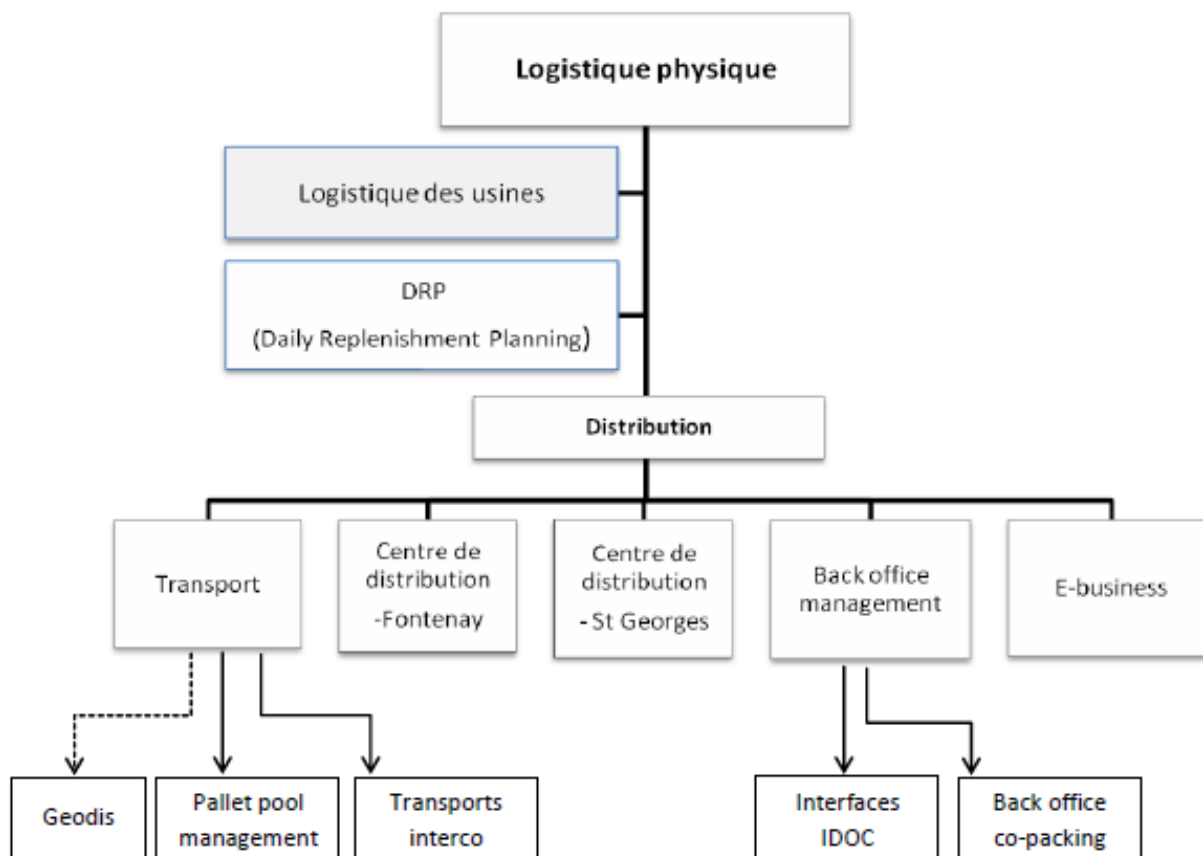 Logistique physique
Logistique des usines
DRP
(Daily Replenishment Planning)
Distribution
Transport
Centre de
distribution
-Fontenay
Centre de
distribution
- St Georges
Back office
management
E-business
Geodis
Pallet pool
management
Transports
interco
Interfaces
IDOC
Back office
co-packing